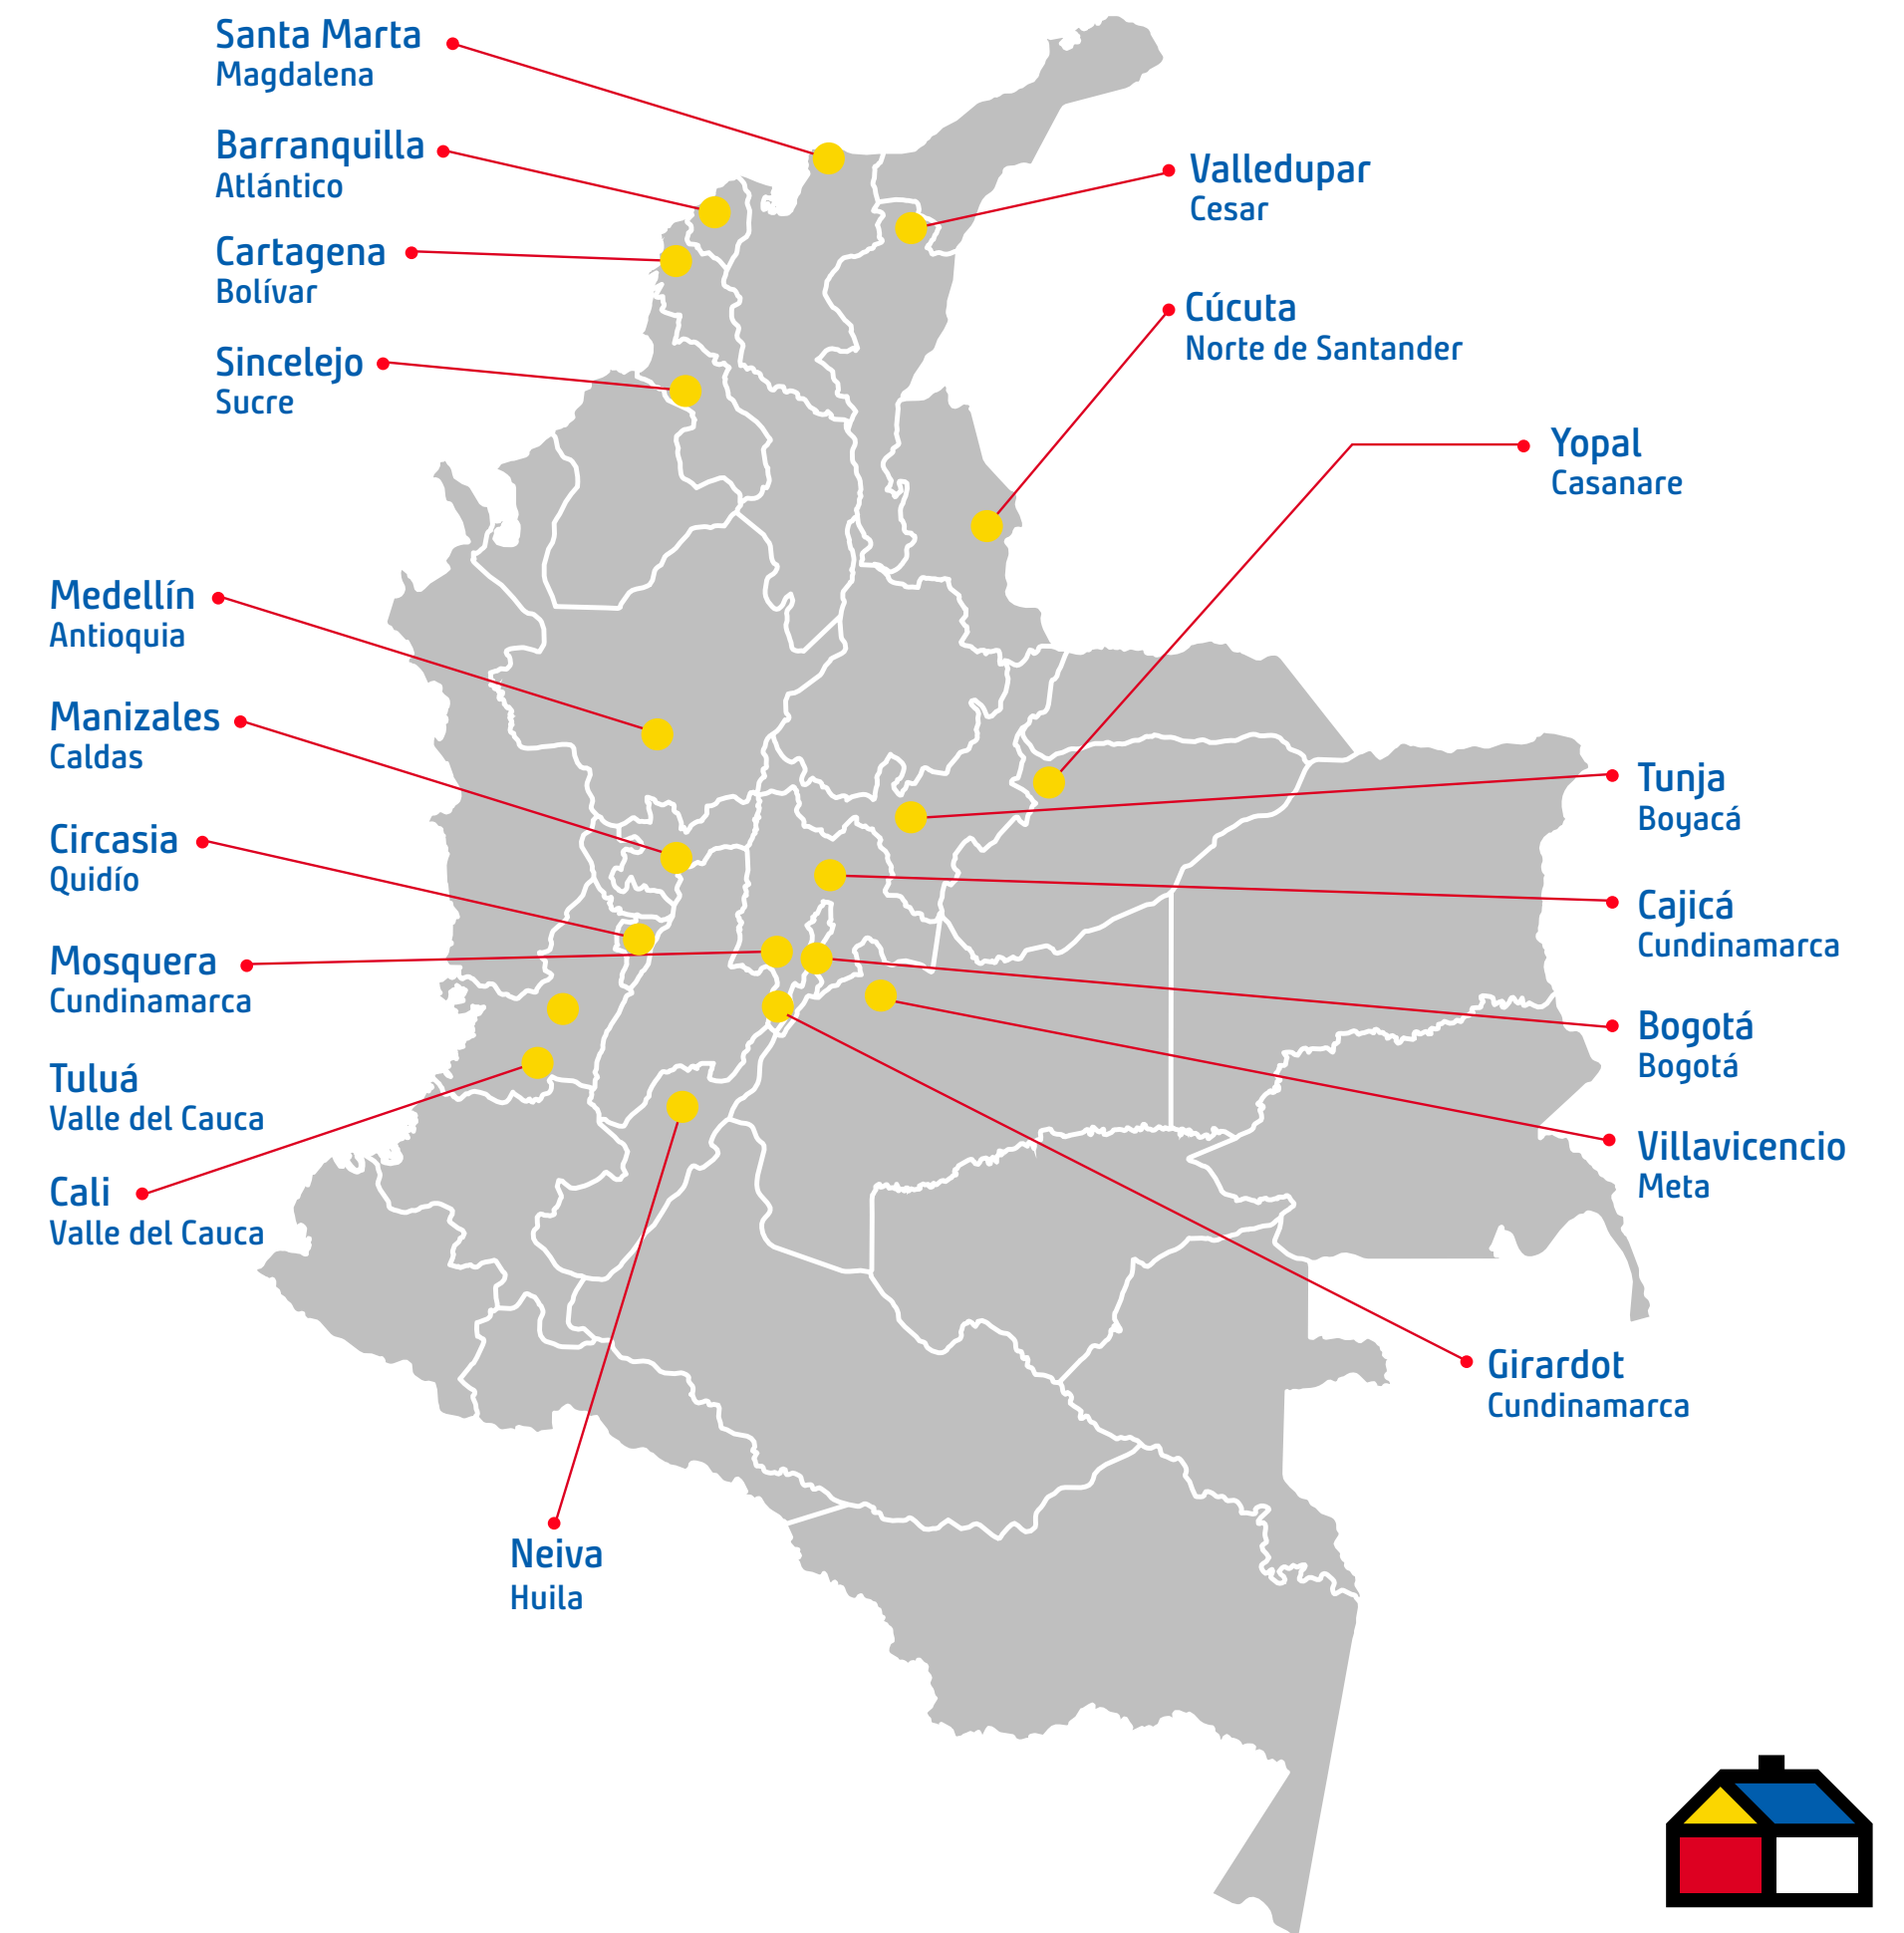 Santa Marta
Magdalena
Barranquilla
Atlántico
Cartagena
Bolívar
Sincelejo
Sucre
Medellín
Antioquia
Manizales
Caldas
Circasia
Quidío
Mosquera
Cundinamarca
Tuluá
Valle del Cauca
Cali
Valle del Cauca
Neiva
Huila
Valledupar
Cesar
Cúcuta
Norte de Santander
Yopal
Casanare
Tunja
Boyacá
Cajicá
Cundinamarca
Bogotá
Bogotá
Villavicencio
Meta
Girardot
Cundinamarca